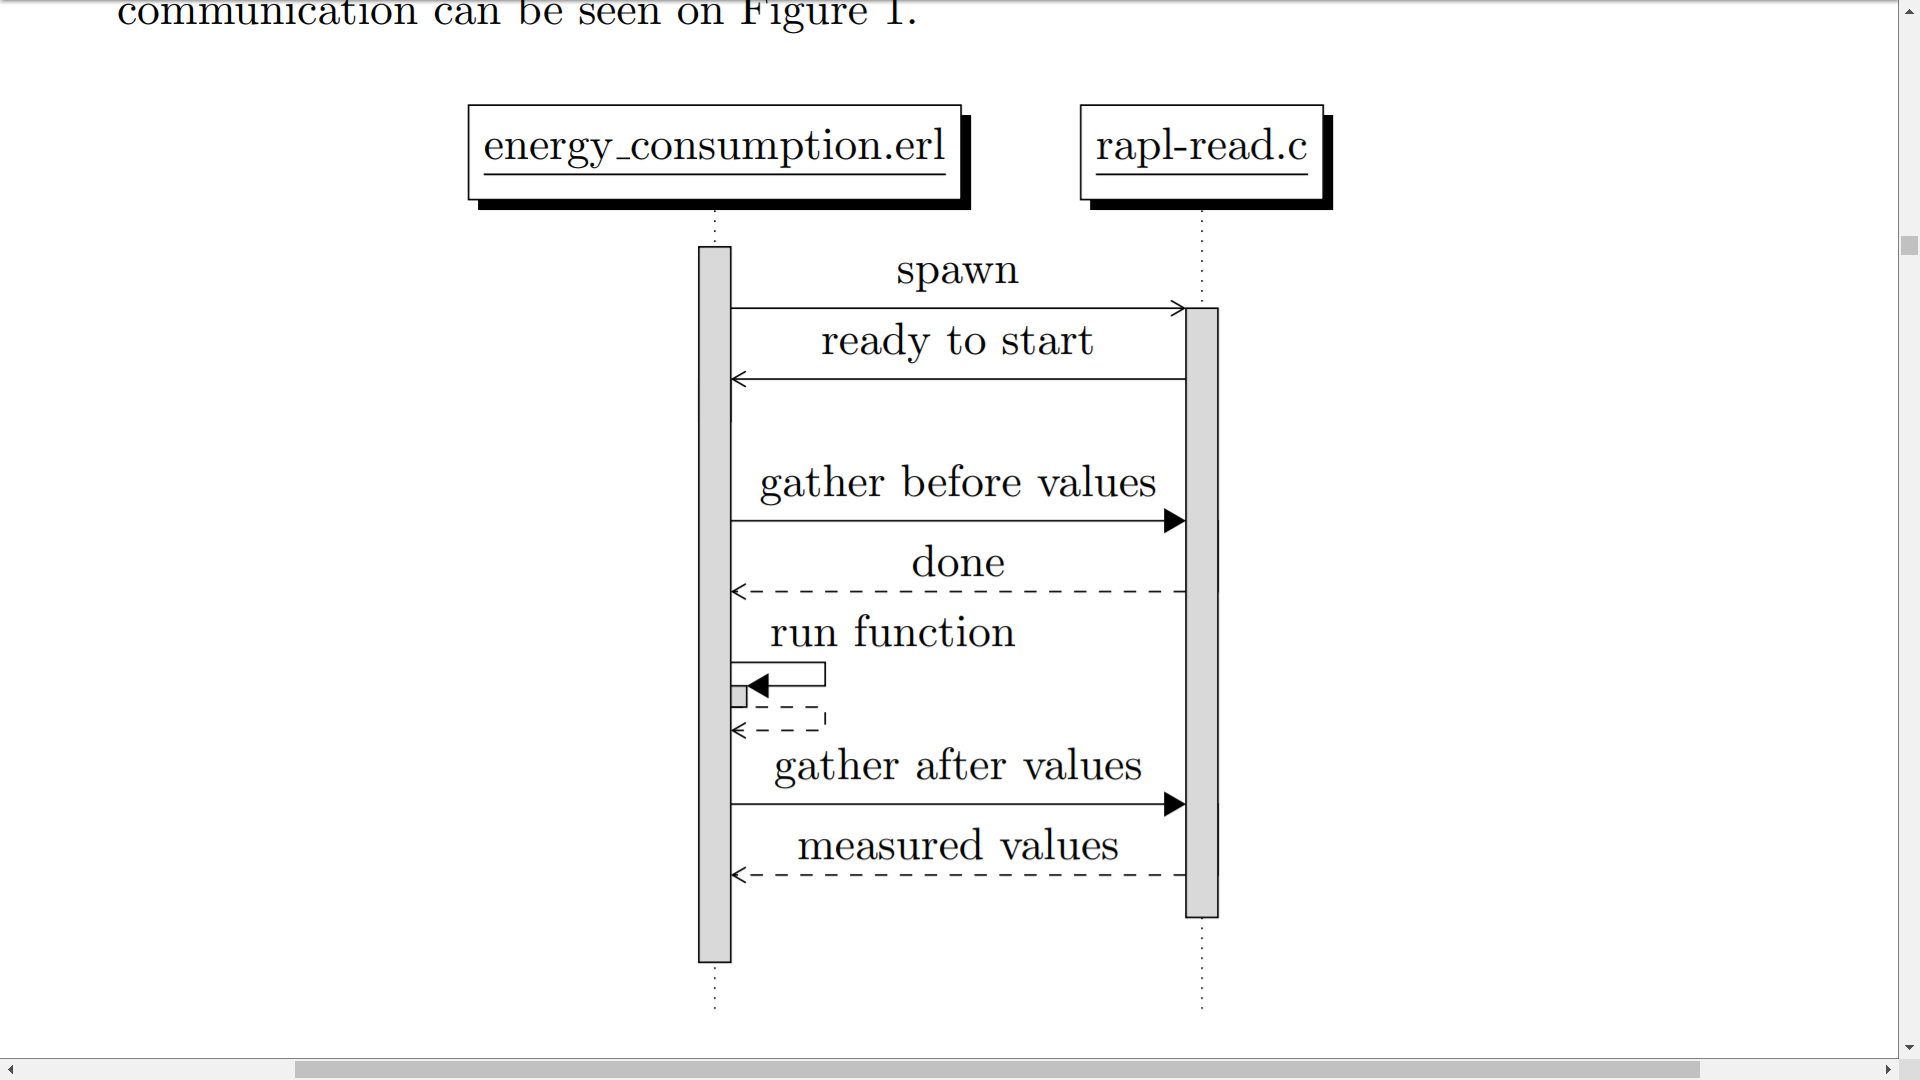 communication can be seen on Figure 1.
energy_consumption.erl
rapl-read.c
spawn
ready to start
gather before values
done
run function
gather after values
measured values